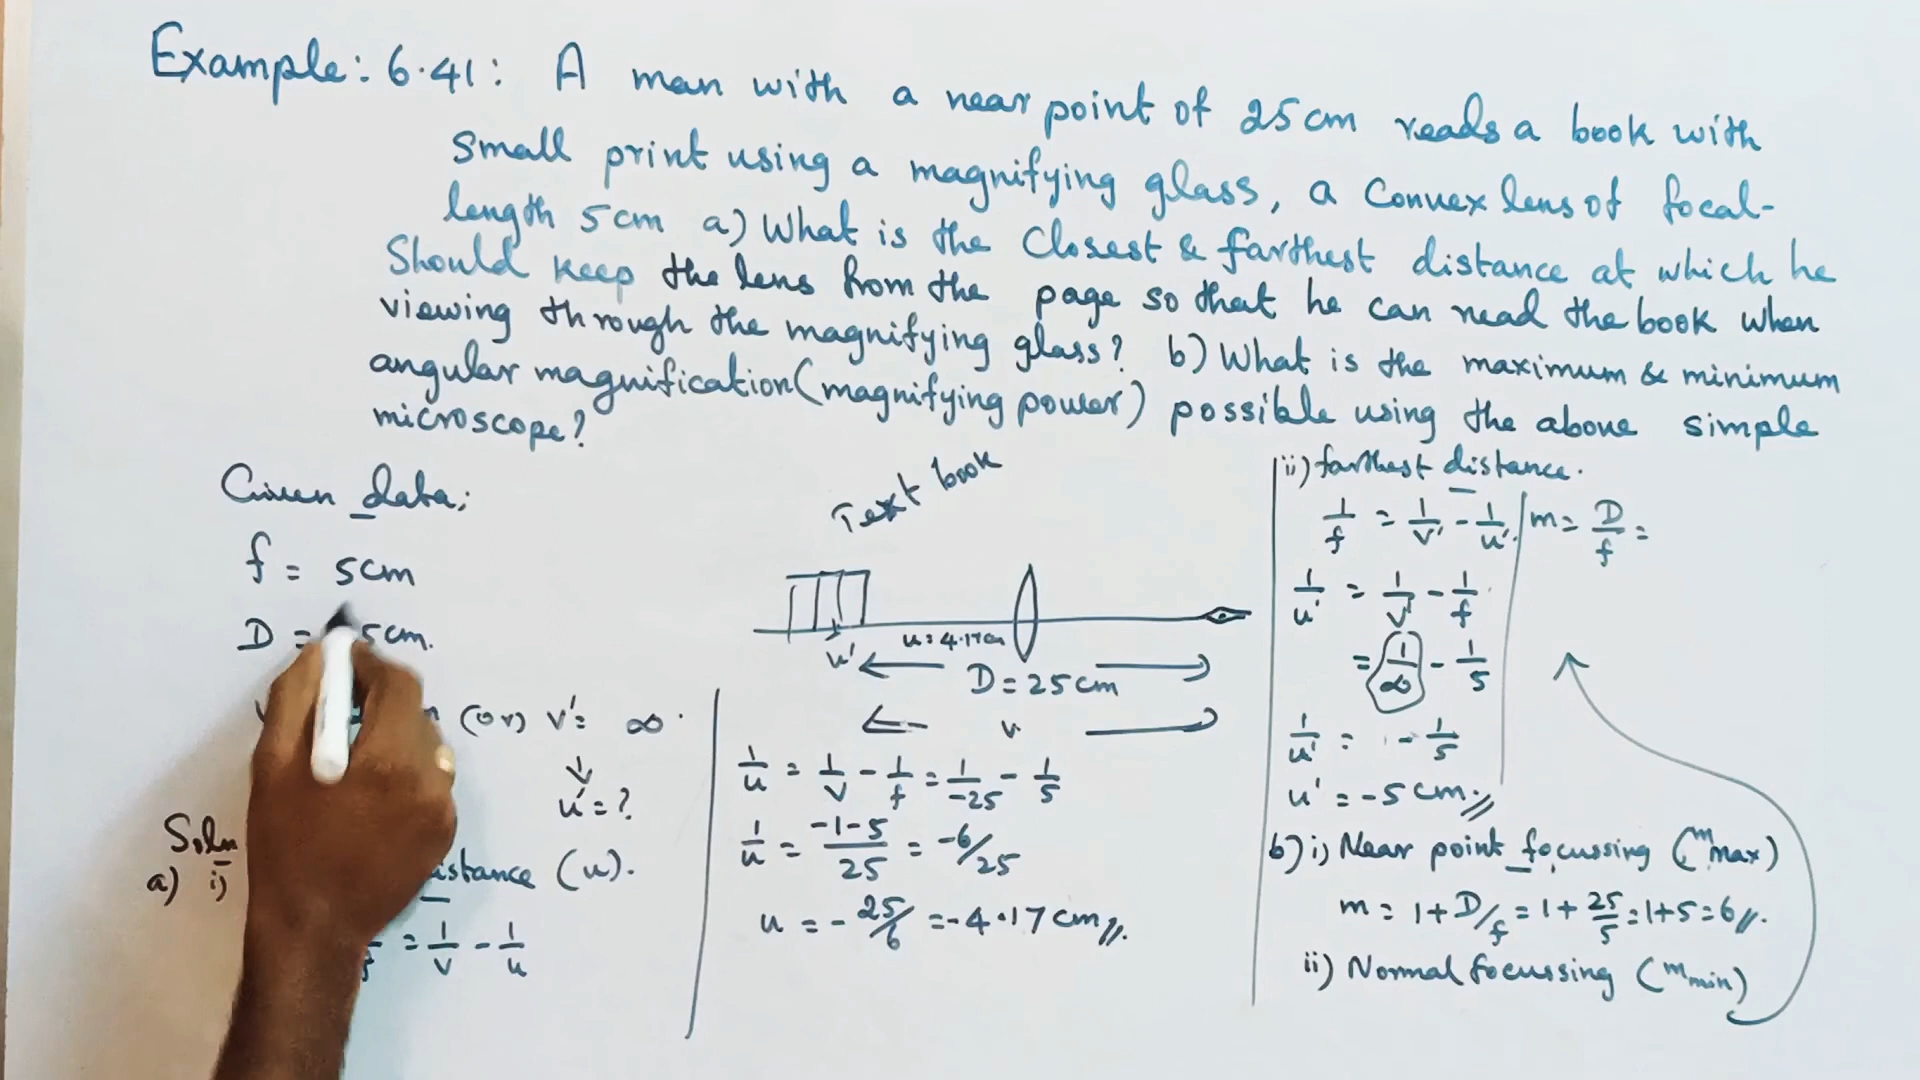 Example: 6.41: A man with a near point of 25cm reads a book with
small print using a magnifying glass, a Convex lens of focal-
length 5cm a) What is the Closest & farthest distance at which he
Should keep the lens from the page so that he can read the book when
viewing through the magnifying glass? b) What is the maximum & minimum
angular magnification (magnifying power) possible using the above simple
microscope?
Given data:
f = 5cm
D = 5cm.
(or) v' = ∞.
u' = ?
Soln
a) i) istance (u).
= 1/v - 1/u
Text book
u = 4.17cm
u'
D = 25cm
v
1/u = 1/v - 1/f = 1/-25 - 1/5
1/u = -1-5/25 = -6/25
u = -25/6 = -4.17cm
ii) farthest distance.
1/f = 1/v' - 1/u'
1/u' = 1/v' - 1/f
= 1/∞ - 1/5
1/u' = -1/5
u' = -5cm
m = D/f =
b) i) Near point focussing (m max)
m = 1+D/f = 1+25/5 = 1+5 = 6
ii) Normal focussing (m min)